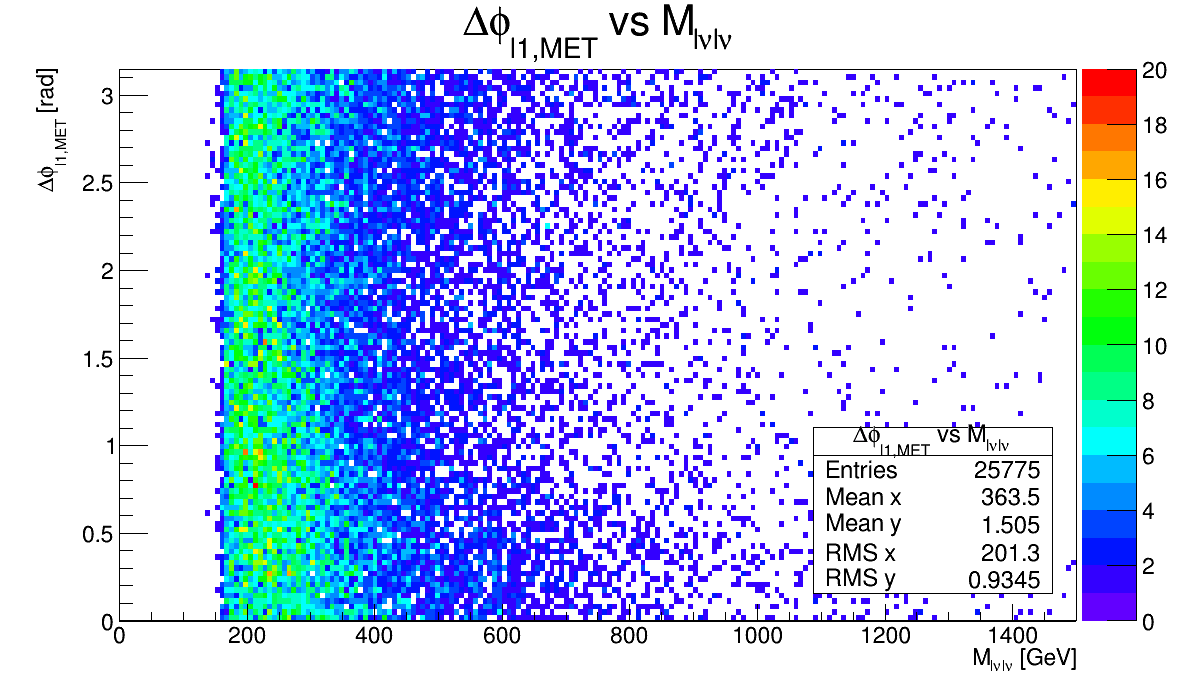 Δϕl1,MET vs Mlνlν
Δϕl1,MET [rad]
3
2.5
2
1.5
1
0.5
0
0 200 400 600 800 1000 1200 1400
Mlνlν [GeV]
20
18
16
14
12
10
8
6
4
2
0
Δϕl1,MET vs Mlνlν
Entries 25775
Mean x 363.5
Mean y 1.505
RMS x 201.3
RMS y 0.9345